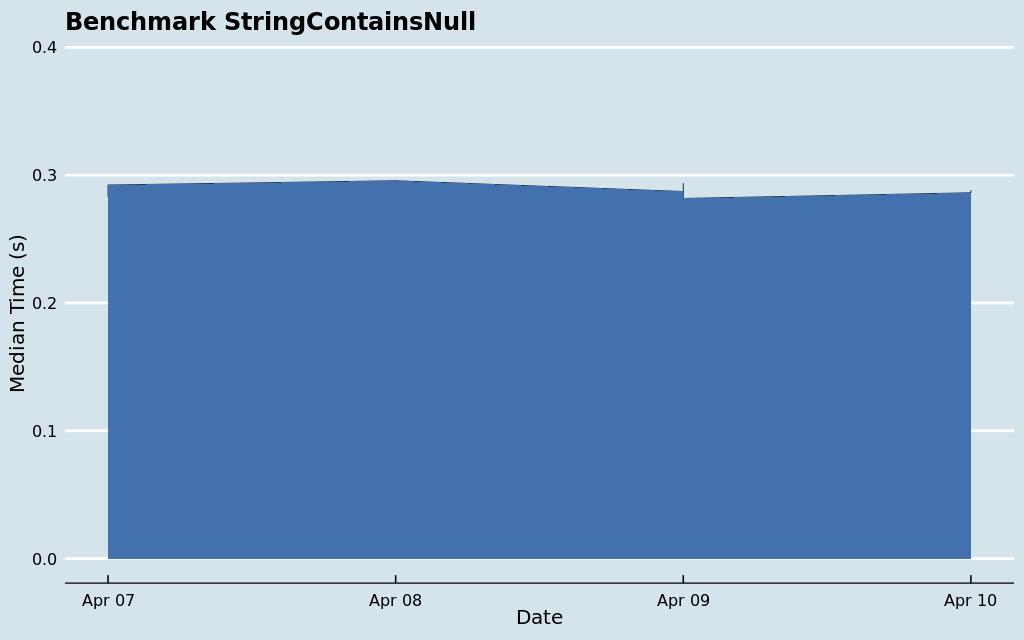 Benchmark StringContainsNull
0.4
0.3
0.2
0.1
0.0
Median Time (s)
Apr 07 Apr 08 Apr 09 Apr 10
Date